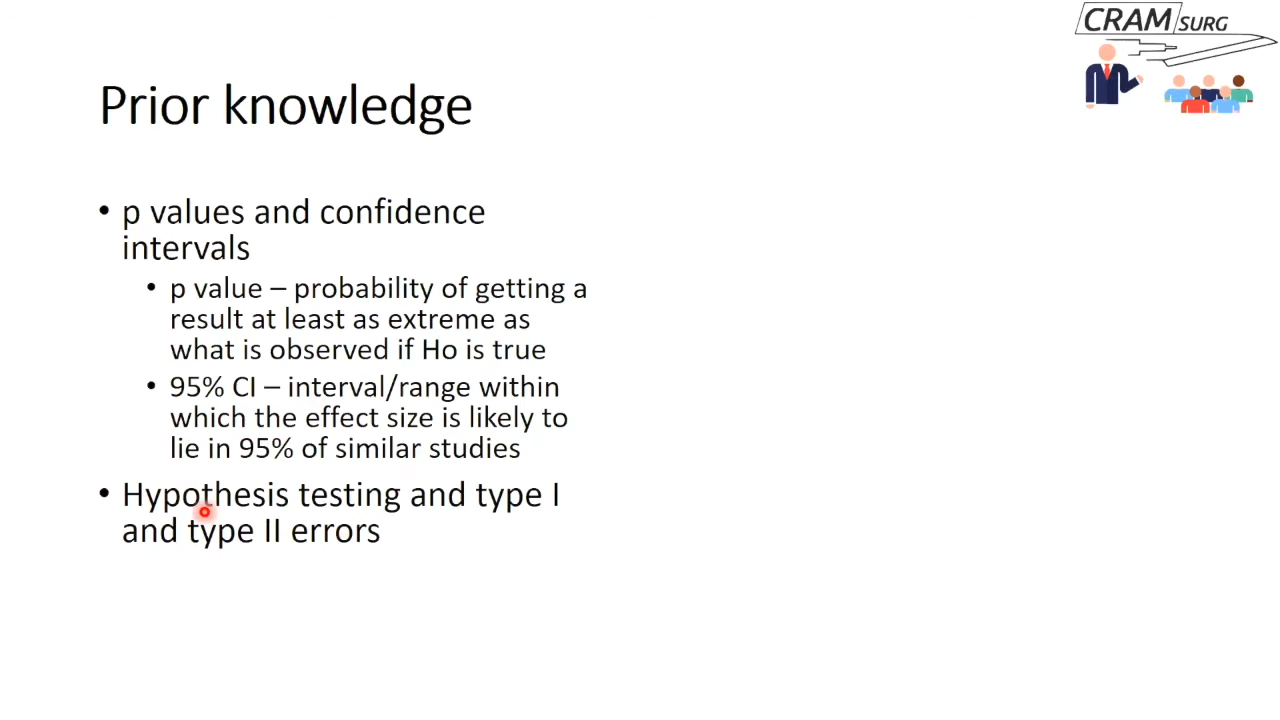 CRAM SURG
Prior knowledge
• p values and confidence
intervals
• p value – probability of getting a
result at least as extreme as
what is observed if Ho is true
• 95% CI – interval/range within
which the effect size is likely to
lie in 95% of similar studies
• Hypothesis testing and type I
and type II errors